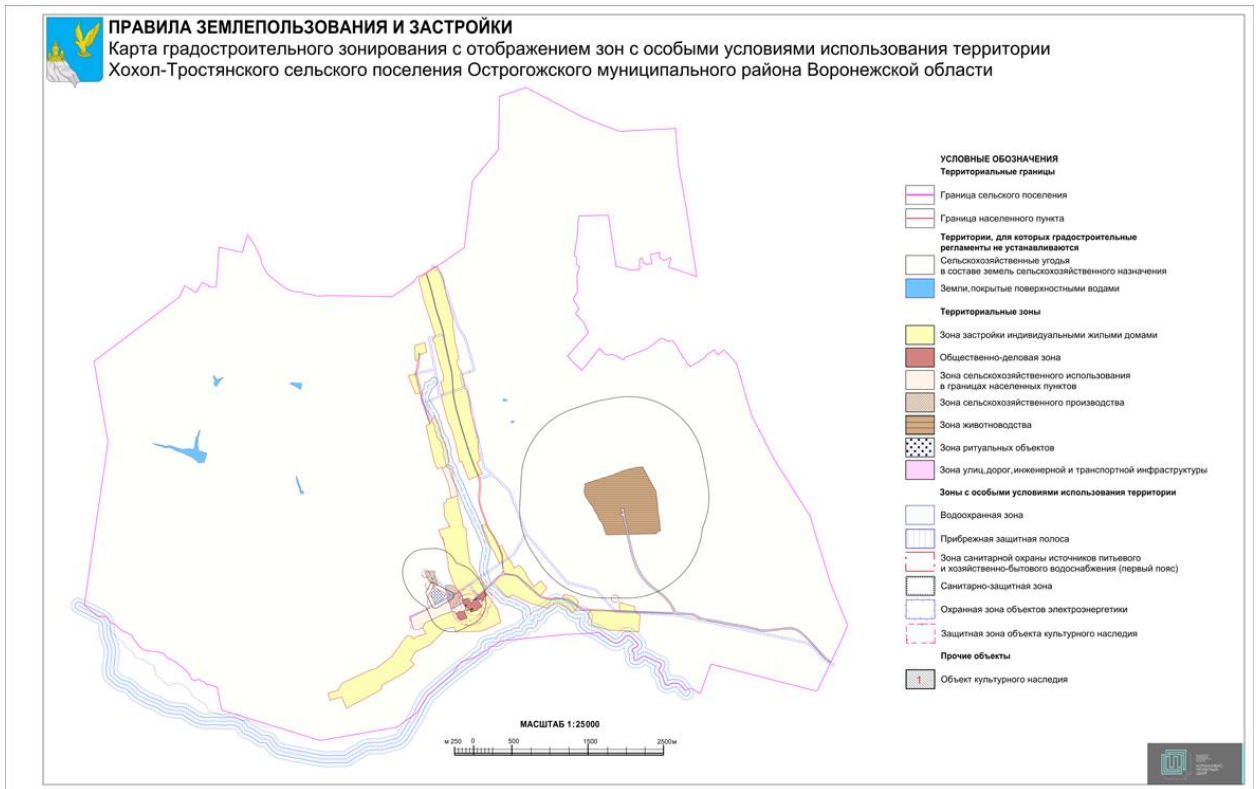 ПРАВИЛА ЗЕМЛЕПОЛЬЗОВАНИЯ И ЗАСТРОЙКИ
Карта градостроительного зонирования с отображением зон с особыми условиями использования территории
Хохол-Тростянского сельского поселения Острогожского муниципального района Воронежской области
УСЛОВНЫЕ ОБОЗНАЧЕНИЯ
Территориальные границы
Граница сельского поселения
Граница населенного пункта
Территории, для которых градостроительные
регламенты не устанавливаются
Сельскохозяйственные угодья
в составе земель сельскохозяйственного назначения
Земли,покрытые поверхностными водами
Территориальные зоны
Зона застройки индивидуальными жилыми домами
Общественно-деловая зона
Зона сельскохозяйственного использования
в границах населенных пунктов
Зона сельскохозяйственного производства
Зона животноводства
Зона ритуальных объектов
Зона улиц,дорог,инженерной и транспортной инфраструктуры
Зоны с особыми условиями использования территории
Водоохранная зона
Прибрежная защитная полоса
Зона санитарной охраны источников питьевого
и хозяйственно-бытового водоснабжения (первый пояс)
Санитарно-защитная зона
Охранная зона объектов электроэнергетики
Защитная зона объекта культурного наследия
Прочие объекты
1 Объект культурного наследия
МАСШТАБ 1:25000
м 250 0 500 1500 2500м